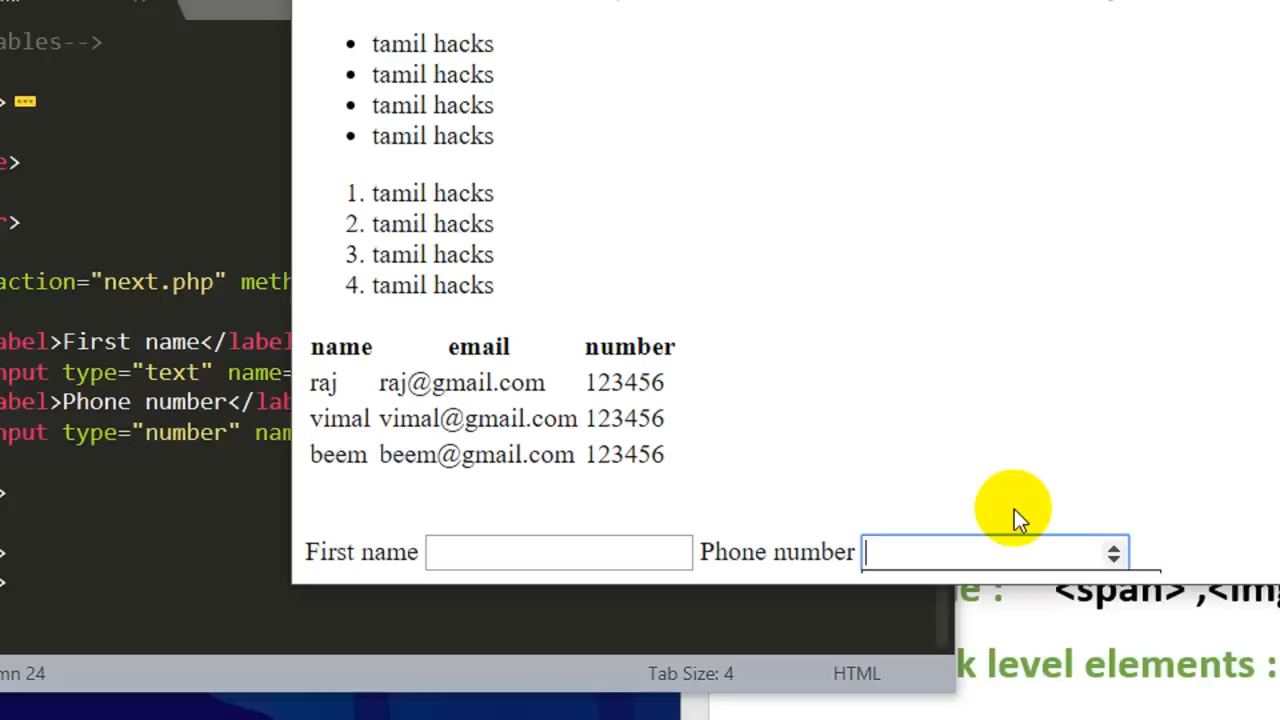 ables-->
• tamil hacks
• tamil hacks
• tamil hacks
• tamil hacks
>
e>
1. tamil hacks
2. tamil hacks
3. tamil hacks
4. tamil hacks
r>
action="next.php" meth
abel>First name</label
nput type="text" name=
abel>Phone number</lab
nput type="number" nam
name email number
raj raj@gmail.com 123456
vimal vimal@gmail.com 123456
beem beem@gmail.com 123456
>
First name Phone number
>
>
e : <span> ,<im
k level elements :
mn 24 Tab Size: 4 HTML